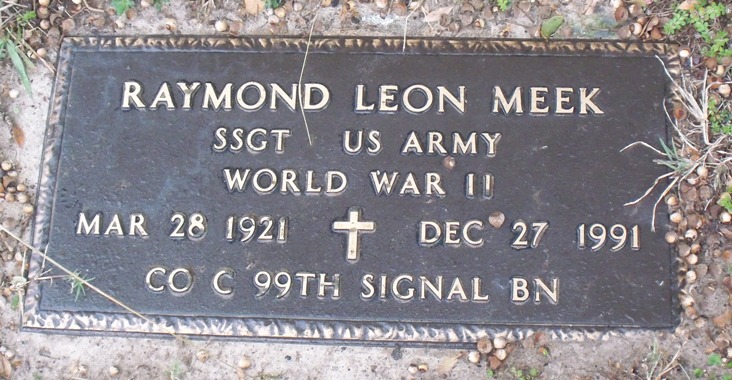 RAYMOND LEON MEEK
SSGT US ARMY
WORLD WAR II
MAR 28 1921 DEC 27 1991
CO C 99TH SIGNAL BN